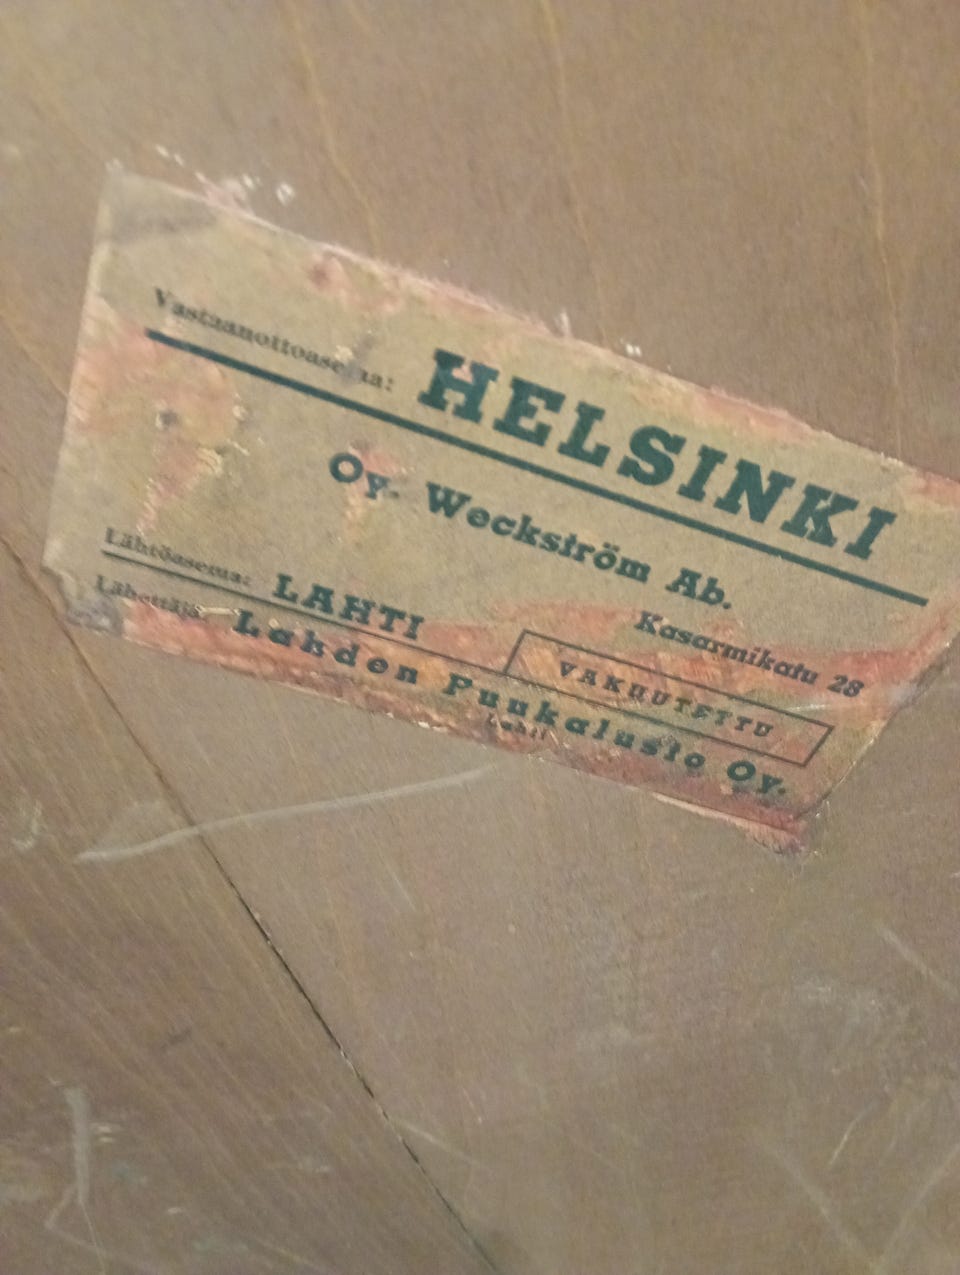 Vastaanottoasema: HELSINKI
Oy. Weckström Ab.
Kasarmikatu 28
Lähtöasema: LAHTI
VAKUUTETTU
Lähettäjä: Lahden Puukalusto Oy.
Lahti